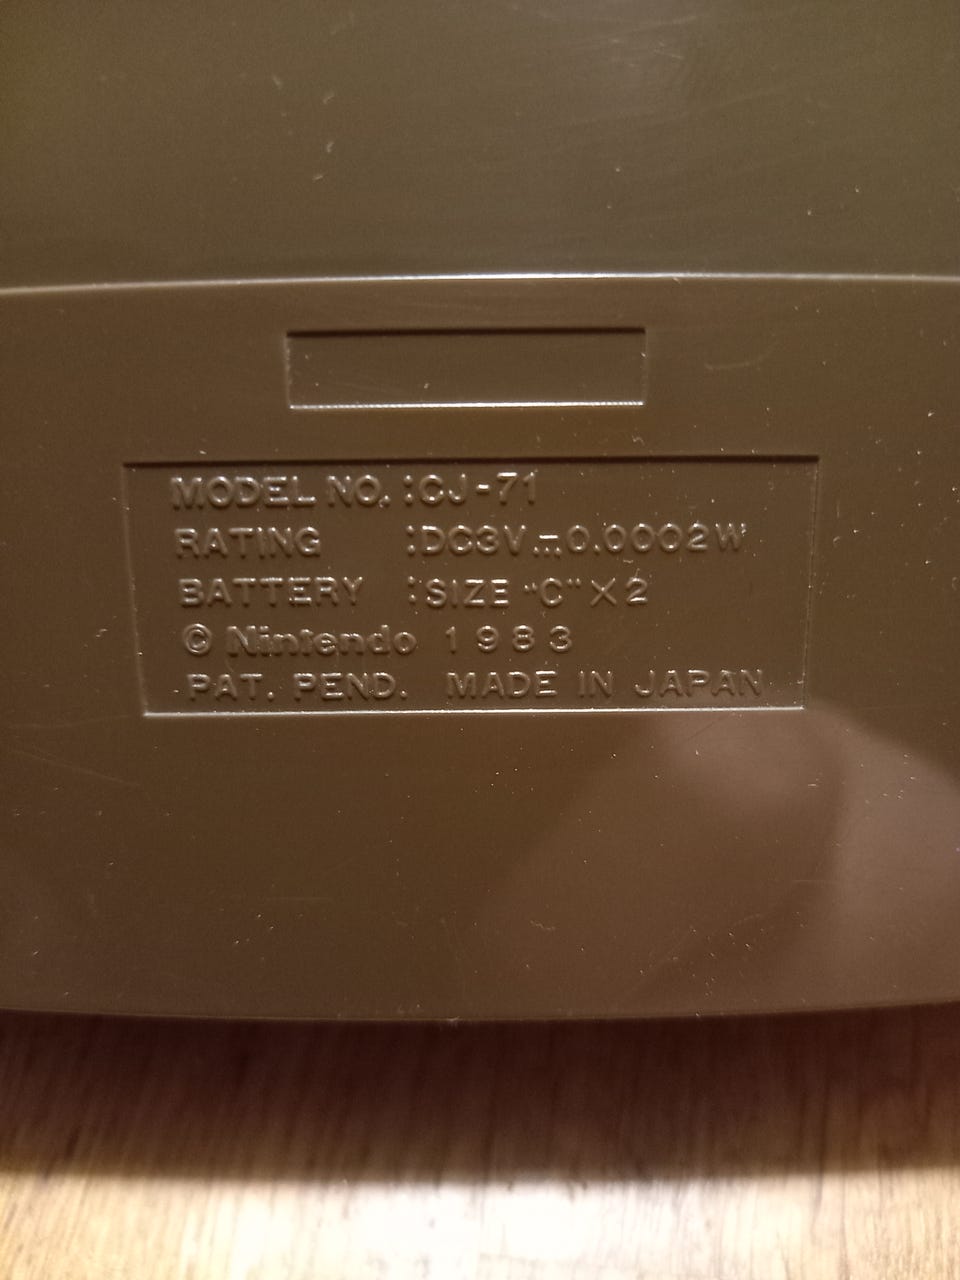 MODEL NO. :CJ-71
RATING :DC3V ⎓ 0.0002W
BATTERY :SIZE "C" X 2
© Nintendo 1983
PAT. PEND. MADE IN JAPAN